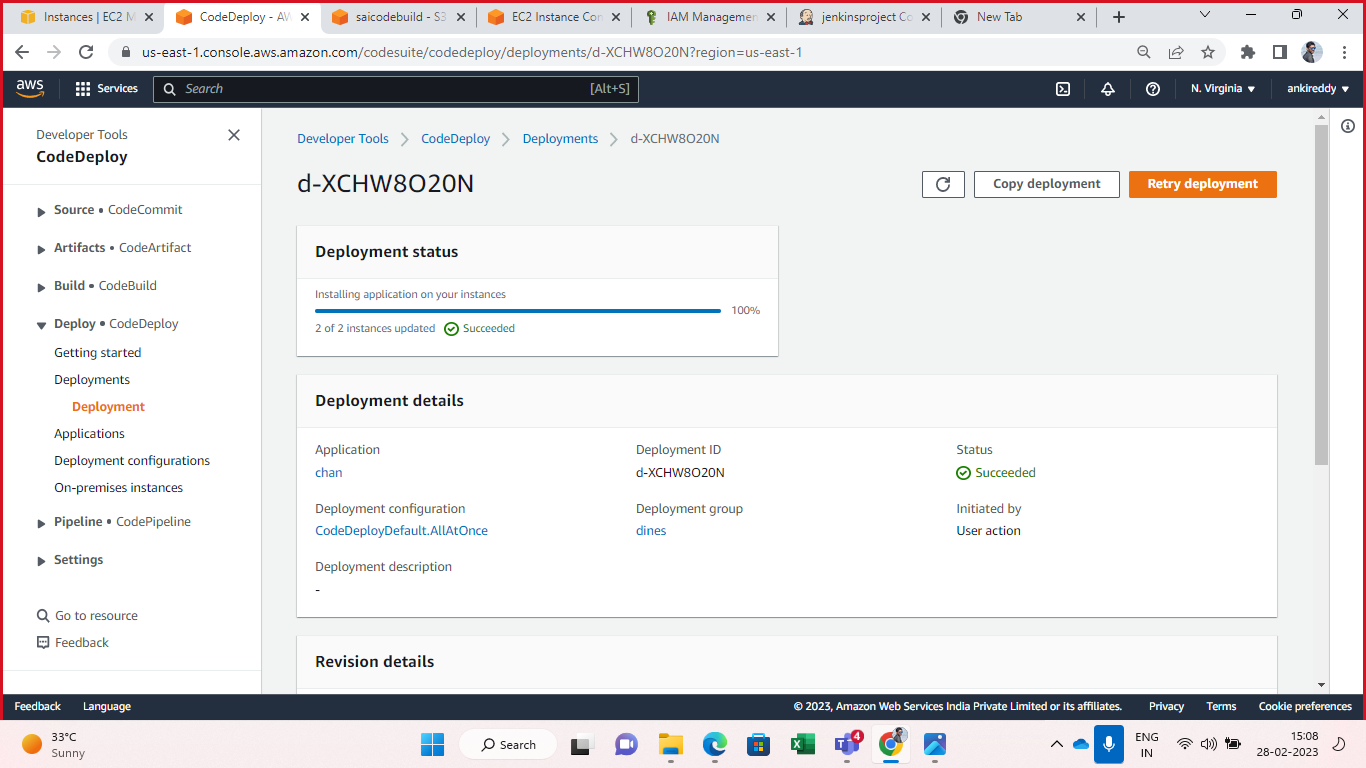 Instances | EC2 M
CodeDeploy - AW
saicodebuild - S3
EC2 Instance Con
IAM Managemen
jenkinsproject Co
New Tab
us-east-1.console.aws.amazon.com/codesuite/codedeploy/deployments/d-XCHW8O20N?region=us-east-1
aws
Services
Search
[Alt+S]
N. Virginia
ankireddy
Developer Tools
CodeDeploy
Source • CodeCommit
Artifacts • CodeArtifact
Build • CodeBuild
Deploy • CodeDeploy
Getting started
Deployments
Deployment
Applications
Deployment configurations
On-premises instances
Pipeline • CodePipeline
Settings
Go to resource
Feedback
Developer Tools
CodeDeploy
Deployments
d-XCHW8O20N
d-XCHW8O20N
Copy deployment
Retry deployment
Deployment status
Installing application on your instances
100%
2 of 2 instances updated
Succeeded
Deployment details
Application
chan
Deployment ID
d-XCHW8O20N
Status
Succeeded
Deployment configuration
CodeDeployDefault.AllAtOnce
Deployment group
dines
Initiated by
User action
Deployment description
-
Revision details
Feedback
Language
© 2023, Amazon Web Services India Private Limited or its affiliates.
Privacy
Terms
Cookie preferences
33°C
Sunny
Search
4
ENG
IN
15:08
28-02-2023